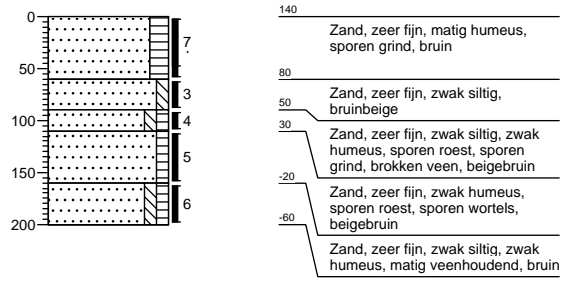 0
50
100
150
200
7
3
4
5
6
140
Zand, zeer fijn, matig humeus,
sporen grind, bruin
80
Zand, zeer fijn, zwak siltig,
bruinbeige
50
30
Zand, zeer fijn, zwak siltig, zwak
humeus, sporen roest, sporen
grind, brokken veen, beigebruin
-20
Zand, zeer fijn, zwak humeus,
sporen roest, sporen wortels,
beigebruin
-60
Zand, zeer fijn, zwak siltig, zwak
humeus, matig veenhoudend, bruin